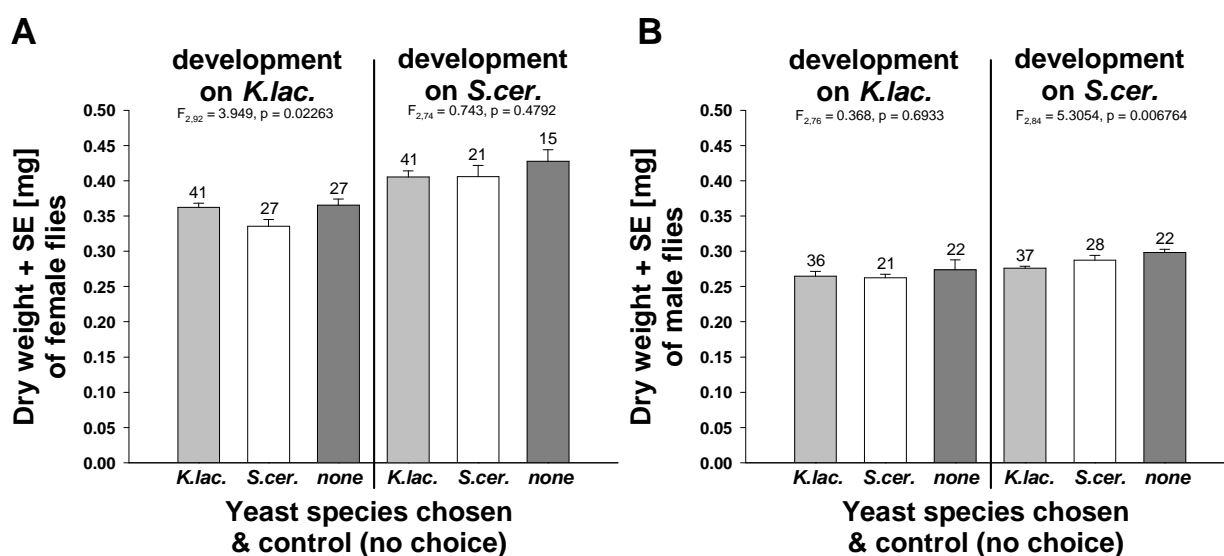 A
development
on K.lac.
F2,92 = 3.949, p = 0.02263
development
on S.cer.
F2,74 = 0.743, p = 0.4792
Dry weight + SE [mg]
of female flies
0.50
0.45
0.40
0.35
0.30
0.25
0.20
0.15
0.10
0.05
0.00
41
27
27
41
21
15
K.lac. S.cer. none K.lac. S.cer. none
Yeast species chosen
& control (no choice)
B
development
on K.lac.
F2,76 = 0.368, p = 0.6933
development
on S.cer.
F2,84 = 5.3054, p = 0.006764
Dry weight + SE [mg]
of male flies
0.50
0.45
0.40
0.35
0.30
0.25
0.20
0.15
0.10
0.05
0.00
36
21
22
37
28
22
K.lac. S.cer. none K.lac. S.cer. none
Yeast species chosen
& control (no choice)